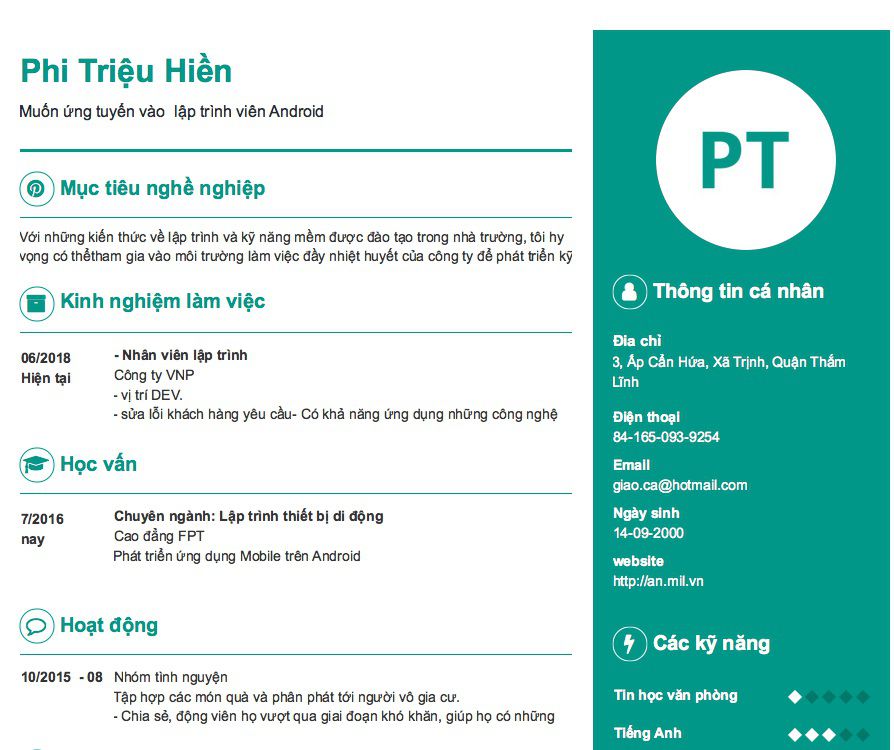 Phi Triệu Hiền
Muốn ứng tuyển vào lập trình viên Android
Mục tiêu nghề nghiệp
Với những kiến thức về lập trình và kỹ năng mềm được đào tạo trong nhà trường, tôi hy
vọng có thểtham gia vào môi trường làm việc đầy nhiệt huyết của công ty để phát triển kỹ
Kinh nghiệm làm việc
06/2018
Hiện tại
- Nhân viên lập trình
Công ty VNP
- vị trí DEV.
- sửa lỗi khách hàng yêu cầu- Có khả năng ứng dụng những công nghệ
Học vấn
7/2016
nay
Chuyên ngành: Lập trình thiết bị di động
Cao đẳng FPT
Phát triển ứng dụng Mobile trên Android
Hoạt động
10/2015 - 08
Nhóm tình nguyện
Tập hợp các món quà và phân phát tới người vô gia cư.
- Chia sẻ, động viên họ vượt qua giai đoạn khó khăn, giúp họ có những
PT
Thông tin cá nhân
Địa chỉ
3, Ấp Cần Hứa, Xã Trịnh, Quận Thắm
Lĩnh
Điện thoại
84-165-093-9254
Email
giao.ca@hotmail.com
Ngày sinh
14-09-2000
website
http://an.mil.vn
Các kỹ năng
Tin học văn phòng
Tiếng Anh